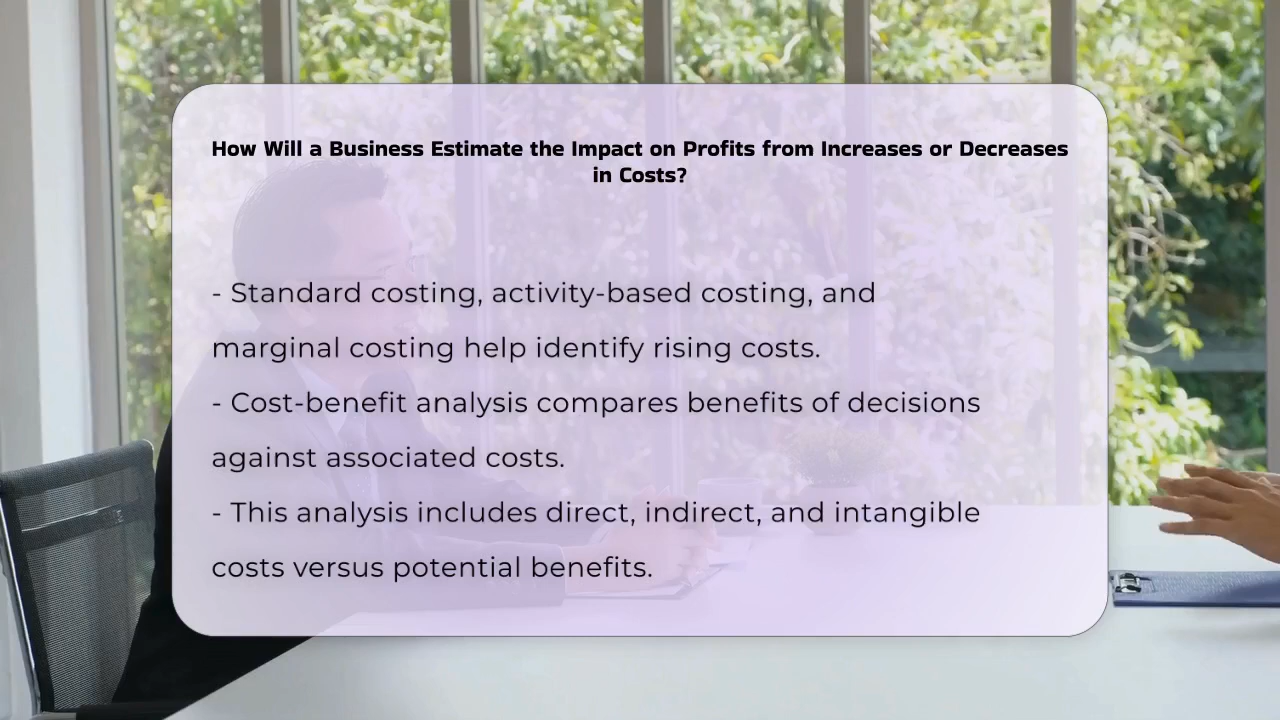 How Will a Business Estimate the Impact on Profits from Increases or Decreases
in Costs?
- Standard costing, activity-based costing, and
marginal costing help identify rising costs.
- Cost-benefit analysis compares benefits of decisions
against associated costs.
- This analysis includes direct, indirect, and intangible
costs versus potential benefits.